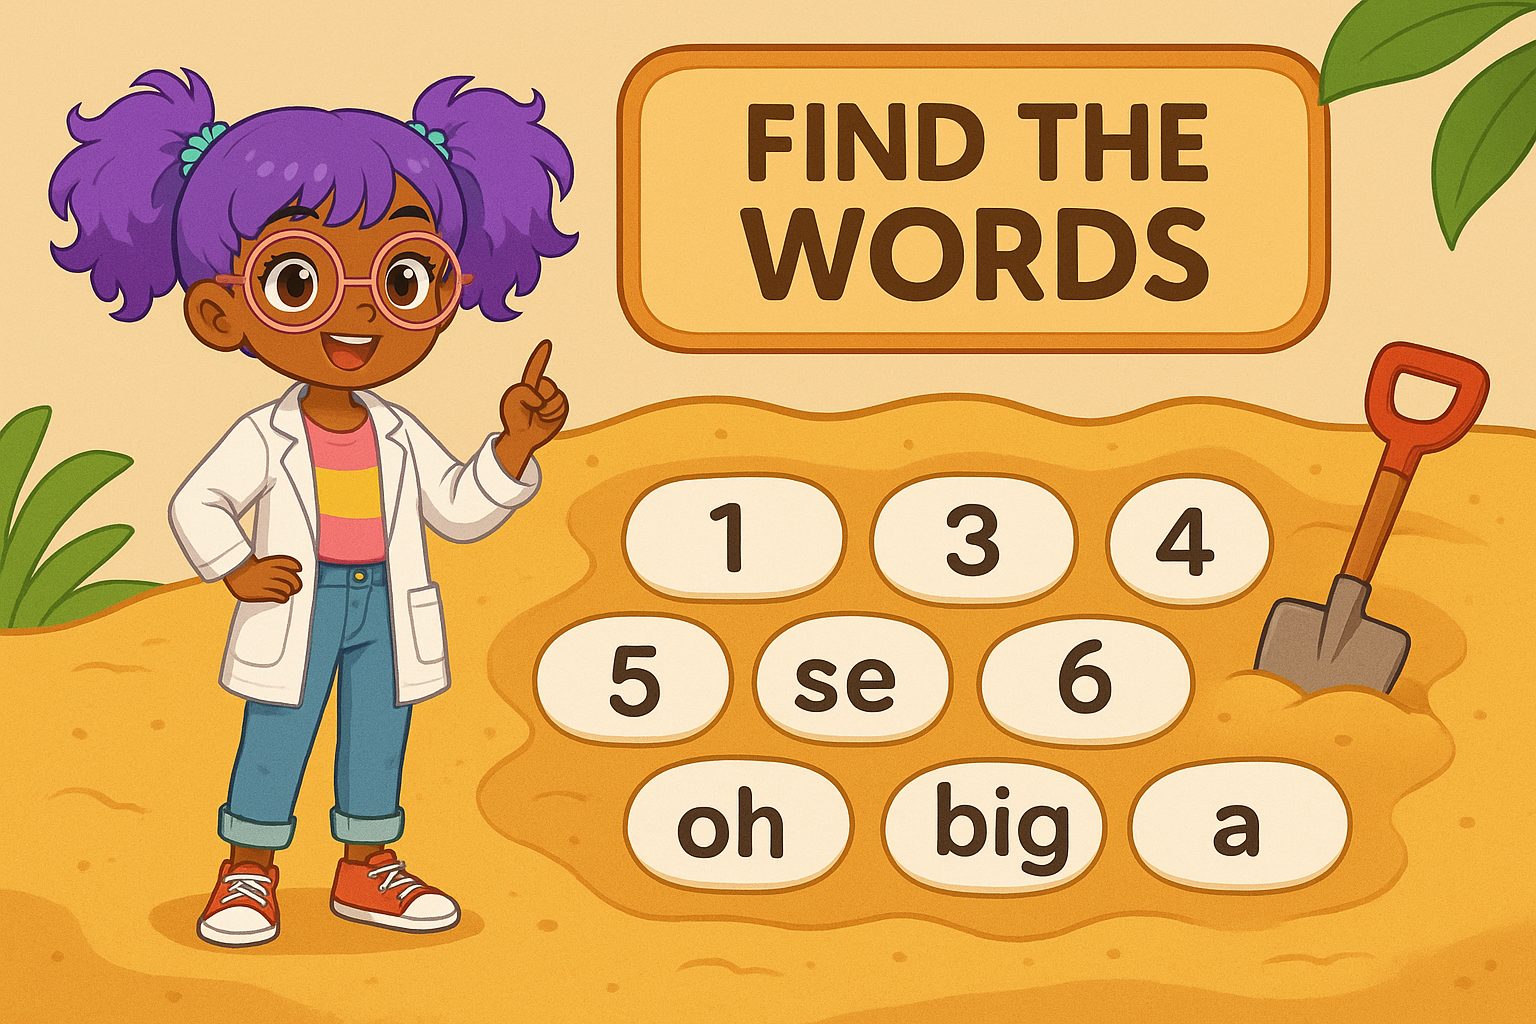 FIND THE
WORDS
1 3 4
5 se 6
oh big a